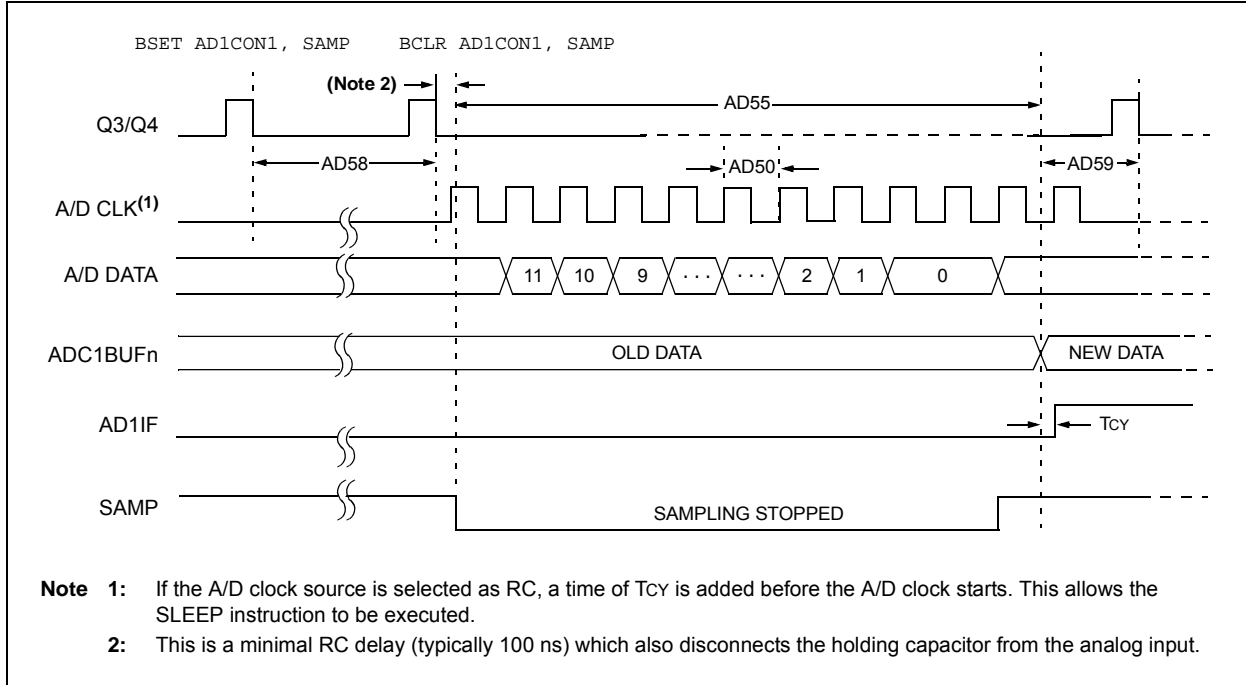 BSET AD1CON1, SAMP BCLR AD1CON1, SAMP
(Note 2)
AD55
Q3/Q4
AD58
AD50
AD59
A/D CLK(1)
A/D DATA
11 10 9 . . . . . . 2 1 0
ADC1BUFn
OLD DATA
NEW DATA
AD1IF
TCY
SAMP
SAMPLING STOPPED
Note 1: If the A/D clock source is selected as RC, a time of TCY is added before the A/D clock starts. This allows the
SLEEP instruction to be executed.
2: This is a minimal RC delay (typically 100 ns) which also disconnects the holding capacitor from the analog input.